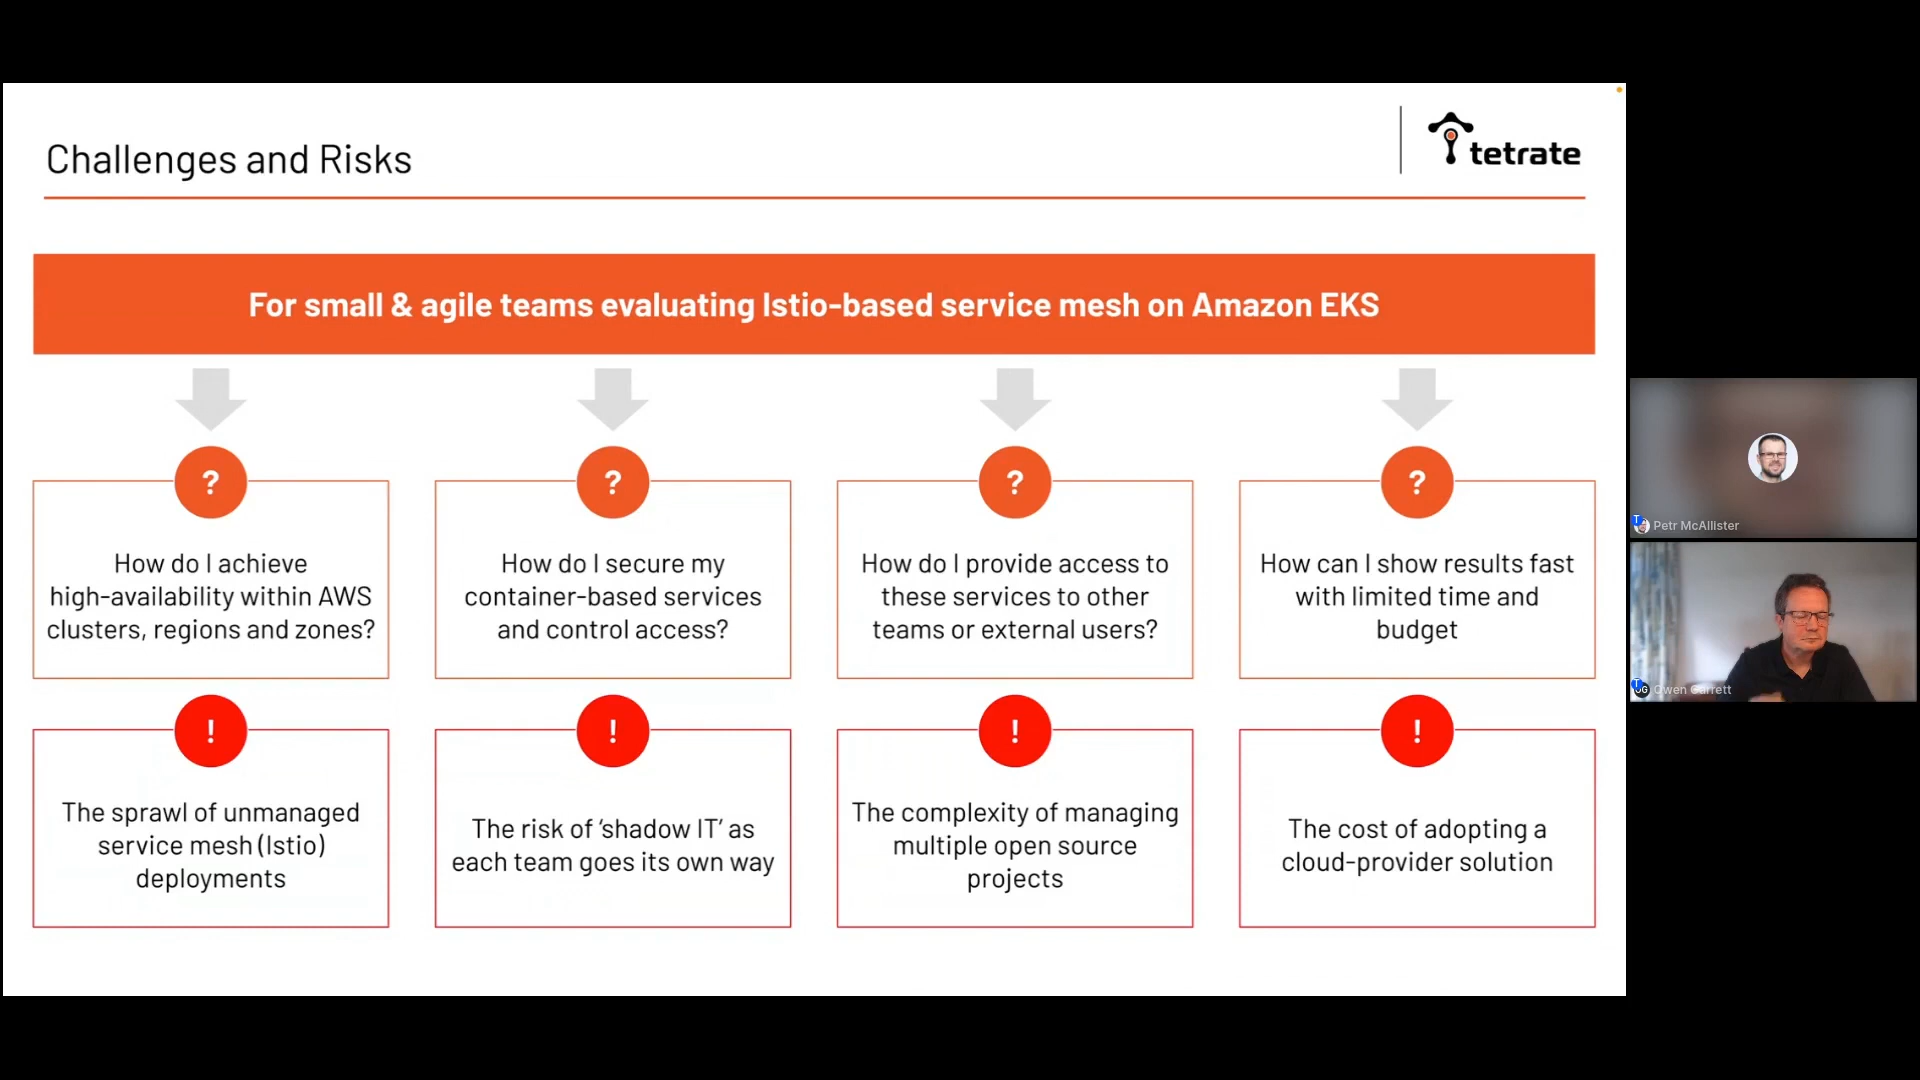 Challenges and Risks
tetrate
For small & agile teams evaluating Istio-based service mesh on Amazon EKS
?
?
?
?
How do I achieve
high-availability within AWS
clusters, regions and zones?
How do I secure my
container-based services
and control access?
How do I provide access to
these services to other
teams or external users?
How can I show results fast
with limited time and
budget
!
!
!
!
The sprawl of unmanaged
service mesh (Istio)
deployments
The risk of ‘shadow IT’ as
each team goes its own way
The complexity of managing
multiple open source
projects
The cost of adopting a
cloud-provider solution
T
Petr McAllister
T
OG
Owen Garrett